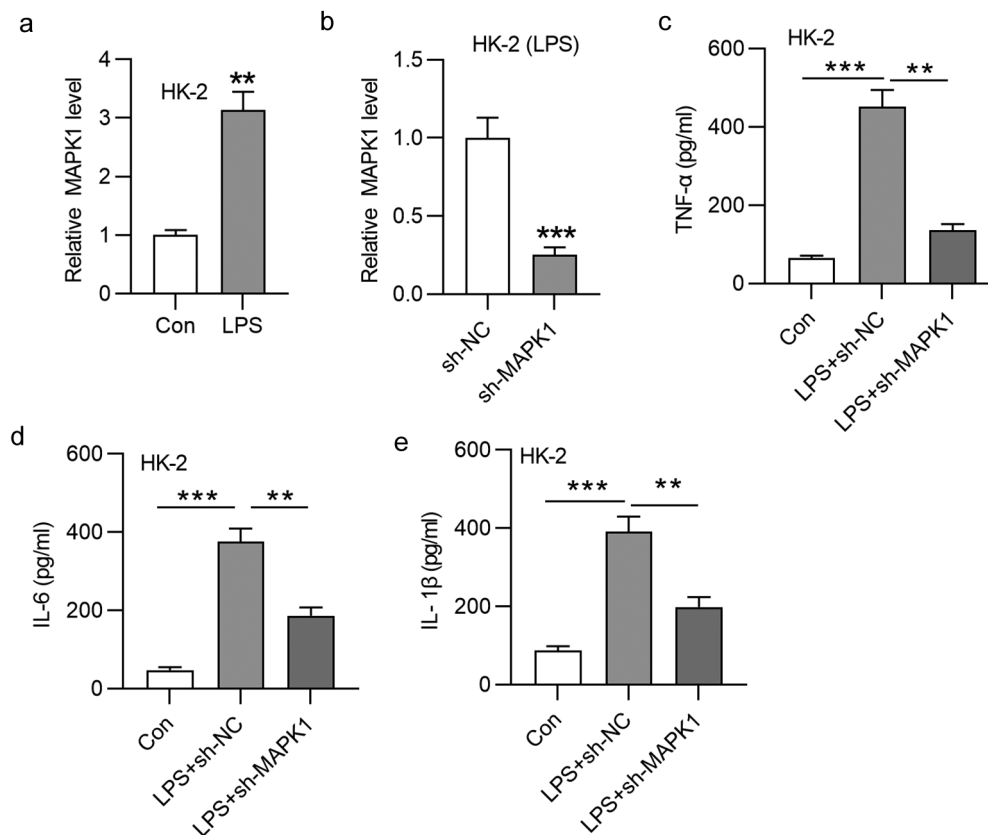 a
Relative MAPK1 level
4
3
2
1
0
HK-2
**
Con
LPS
b
HK-2 (LPS)
Relative MAPK1 level
1.5
1.0
0.5
0.0
***
sh-NC
sh-MAPK1
c
HK-2
TNF-α (pg/ml)
600
400
200
0
***
**
Con
LPS+sh-NC
LPS+sh-MAPK1
d
HK-2
IL-6 (pg/ml)
600
400
200
0
***
**
Con
LPS+sh-NC
LPS+sh-MAPK1
e
HK-2
IL- 1β (pg/ml)
600
400
200
0
***
**
Con
LPS+sh-NC
LPS+sh-MAPK1